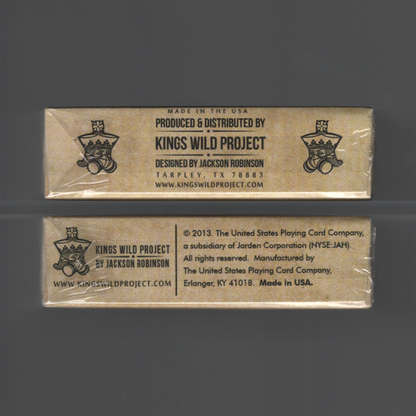 MADE IN THE USA
PRODUCED & DISTRIBUTED BY
KINGS WILD PROJECT
DESIGNED BY JACKSON ROBINSON
TARPLEY, TX 78883
WWW.KINGSWILDPROJECT.COM
KINGS WILD PROJECT
BY JACKSON ROBINSON
WWW.KINGSWILDPROJECT.COM
© 2013. The United States Playing Card Company,
a subsidiary of Jarden Corporation (NYSE:JAH).
All rights reserved. Manufactured by
The United States Playing Card Company,
Erlanger, KY 41018. Made in USA.